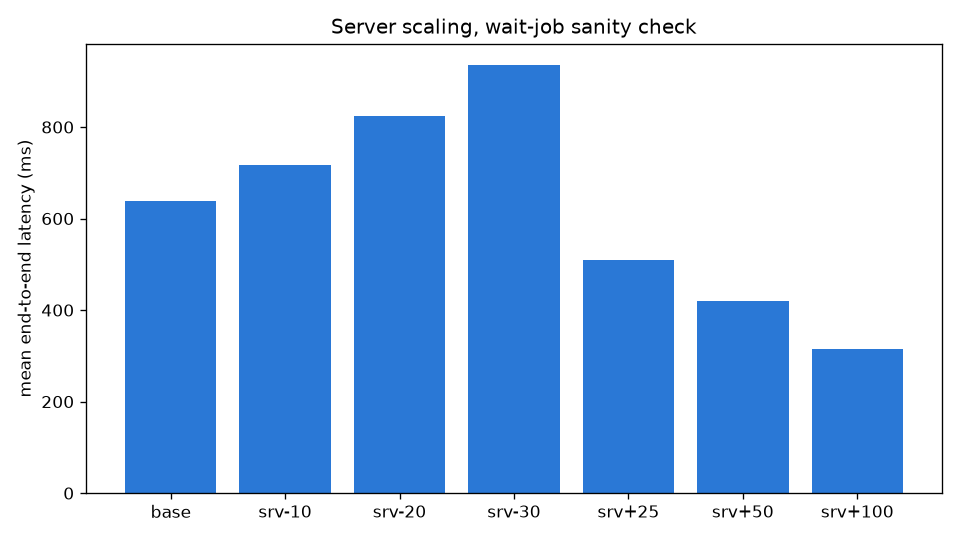 Server scaling, wait-job sanity check
mean end-to-end latency (ms)
800
600
400
200
0
base srv-10 srv-20 srv-30 srv+25 srv+50 srv+100